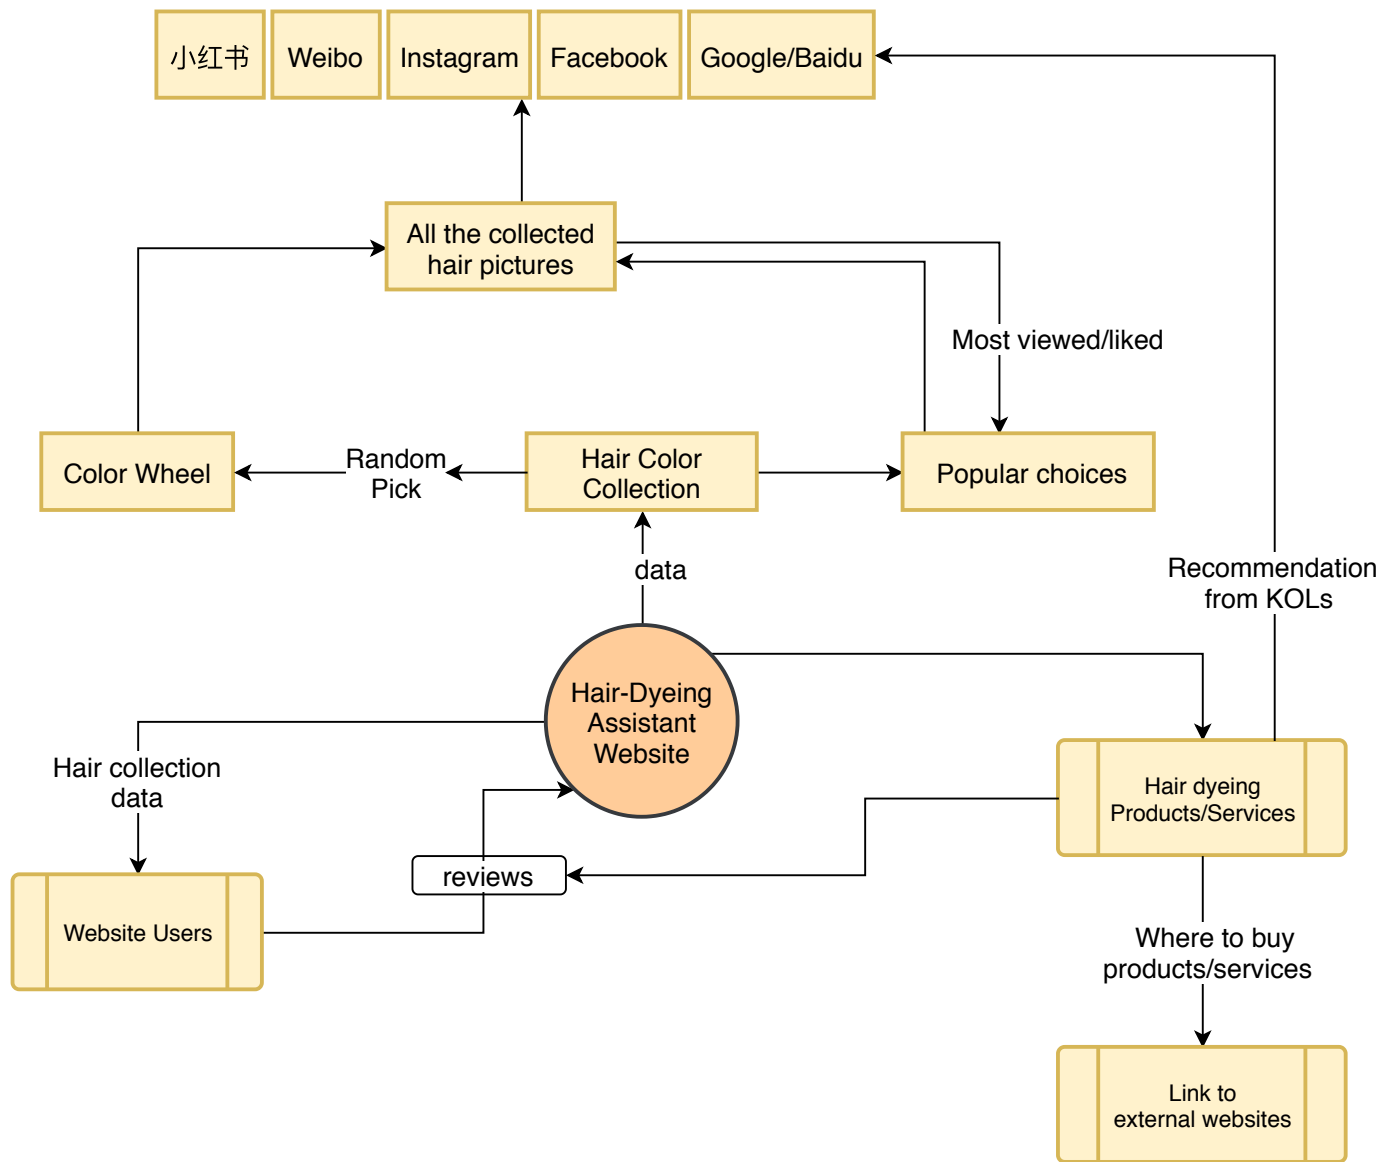 小红书
Weibo
Instagram
Facebook
Google/Baidu
All the collected
hair pictures
Most viewed/liked
Color Wheel
Random
Pick
Hair Color
Collection
Popular choices
data
Recommendation
from KOLs
Hair-Dyeing
Assistant
Website
Hair collection
data
Hair dyeing
Products/Services
reviews
Website Users
Where to buy
products/services
Link to
external websites